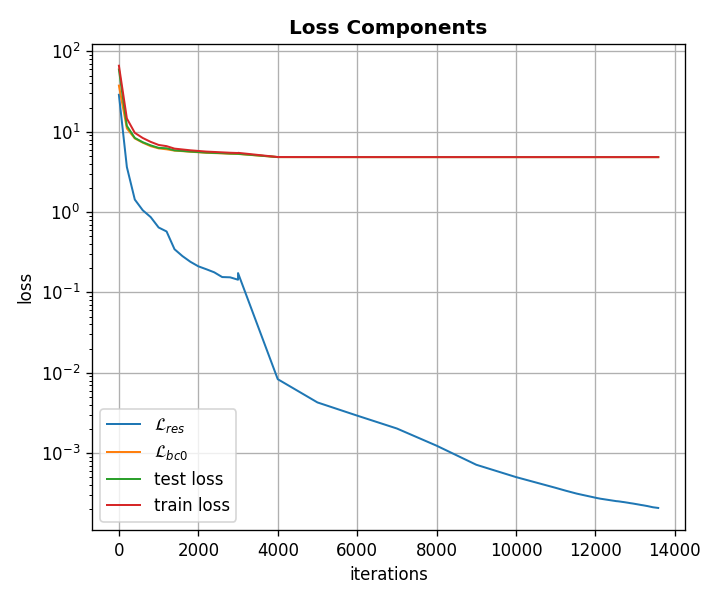 Loss Components
10²
10¹
10⁰
10⁻¹
10⁻²
10⁻³
loss
ℒ_res
ℒ_bc0
test loss
train loss
0 2000 4000 6000 8000 10000 12000 14000
iterations